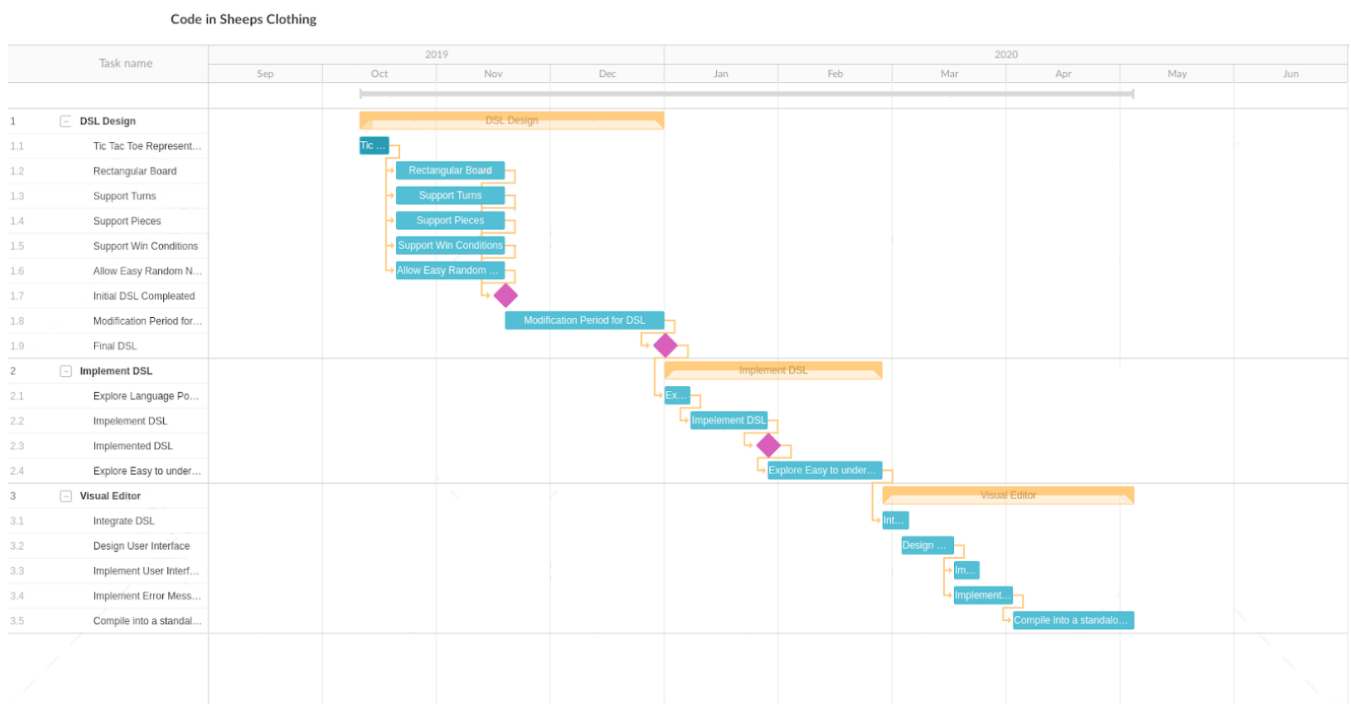 Code in Sheeps Clothing
Task name
2019 2020
Sep Oct Nov Dec Jan Feb Mar Apr May Jun
1 DSL Design DSL Design
1.1 Tic Tac Toe Represent... Tic ...
1.2 Rectangular Board Rectangular Board
1.3 Support Turns Support Turns
1.4 Support Pieces Support Pieces
1.5 Support Win Conditions Support Win Conditions
1.6 Allow Easy Random N... Allow Easy Random ...
1.7 Initial DSL Compleated
1.8 Modification Period for... Modification Period for DSL
1.9 Final DSL
2 Implement DSL Implement DSL
2.1 Explore Language Po... Ex...
2.2 Impelement DSL Impelement DSL
2.3 Implemented DSL
2.4 Explore Easy to under... Explore Easy to under...
3 Visual Editor Visual Editor
3.1 Integrate DSL Int...
3.2 Design User Interface Design ...
3.3 Implement User Interf... Im...
3.4 Implement Error Mess... Implement...
3.5 Compile into a standal... Compile into a standalo...